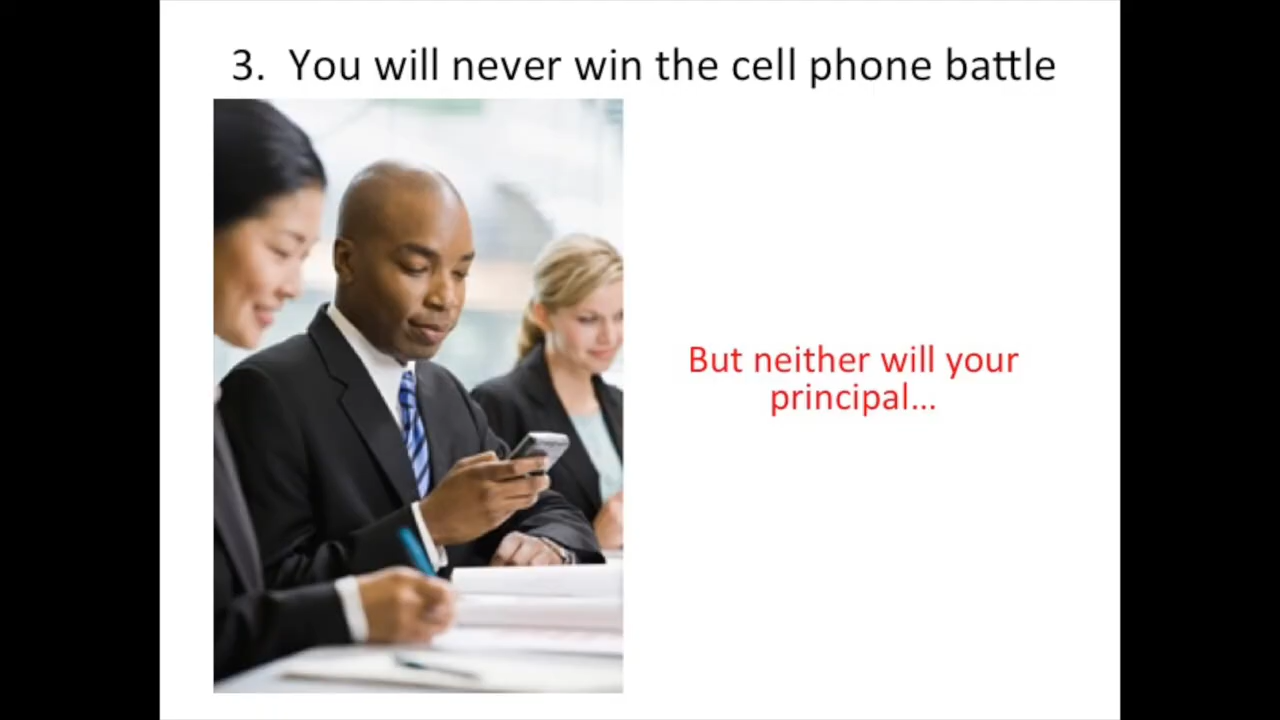 3. You will never win the cell phone battle
But neither will your
principal...